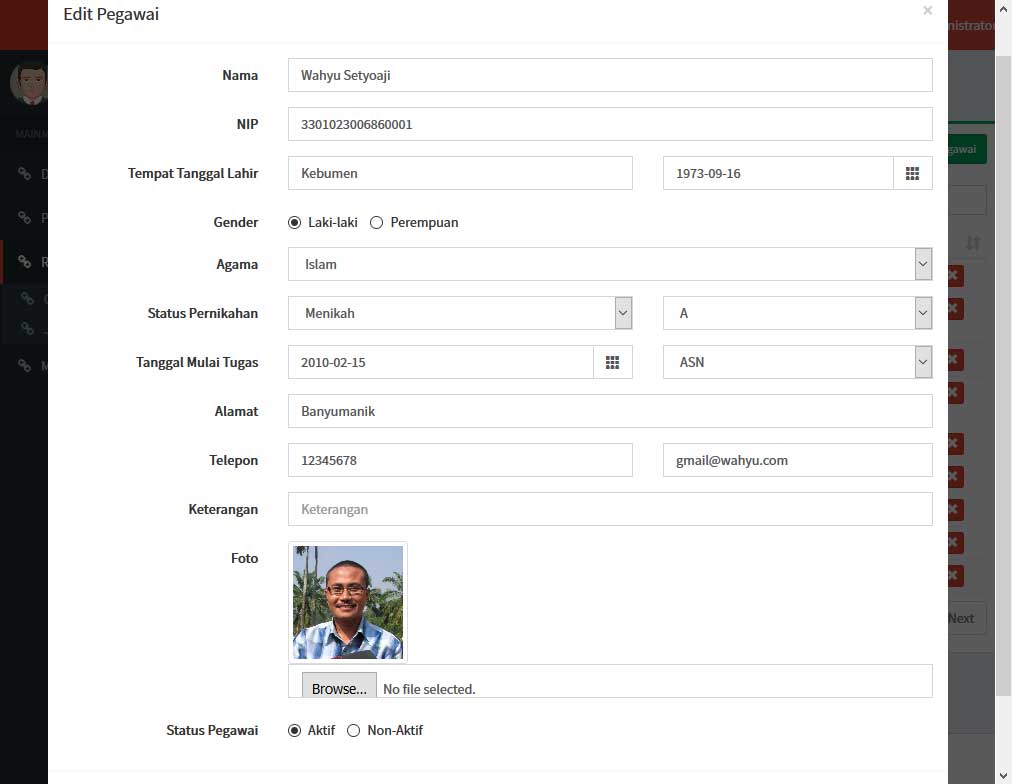 Edit Pegawai ×
nistrator
MAINM
gawai
Nama Wahyu Setyoaji
NIP 3301023006860001
Tempat Tanggal Lahir Kebumen 1973-09-16
Gender Laki-laki Perempuan
Agama Islam
Status Pernikahan Menikah A
Tanggal Mulai Tugas 2010-02-15 ASN
Alamat Banyumanik
Telepon 12345678 gmail@wahyu.com
Keterangan Keterangan
Foto
Next
Browse... No file selected.
Status Pegawai Aktif Non-Aktif